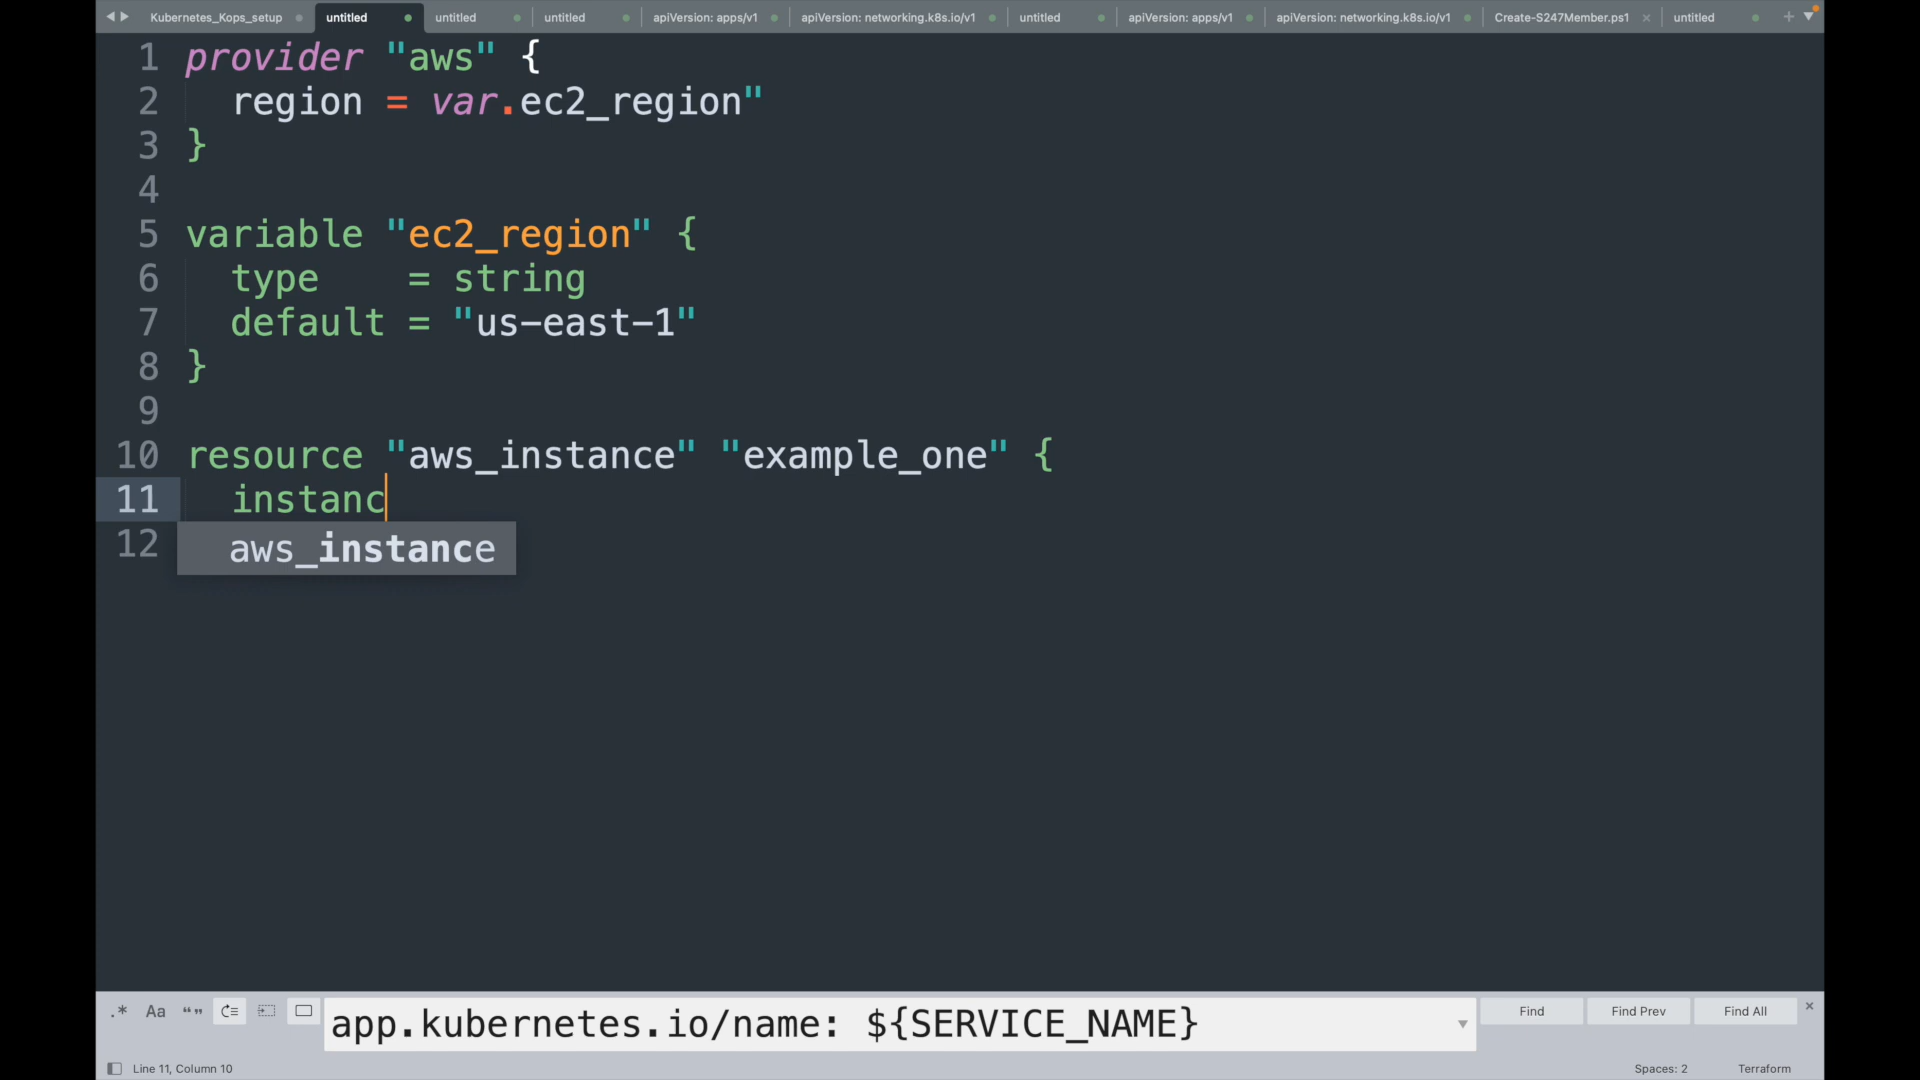 Kubernetes_Kops_setup untitled untitled untitled apiVersion: apps/v1 apiVersion: networking.k8s.io/v1 untitled apiVersion: apps/v1 apiVersion: networking.k8s.io/v1 Create-S247Member.ps1 untitled
1 provider "aws" {
2 region = var.ec2_region"
3 }
4
5 variable "ec2_region" {
6 type = string
7 default = "us-east-1"
8 }
9
10 resource "aws_instance" "example_one" {
11 instanc
12 aws_instance
.* Aa “” app.kubernetes.io/name: ${SERVICE_NAME} Find Find Prev Find All
Line 11, Column 10 Spaces: 2 Terraform